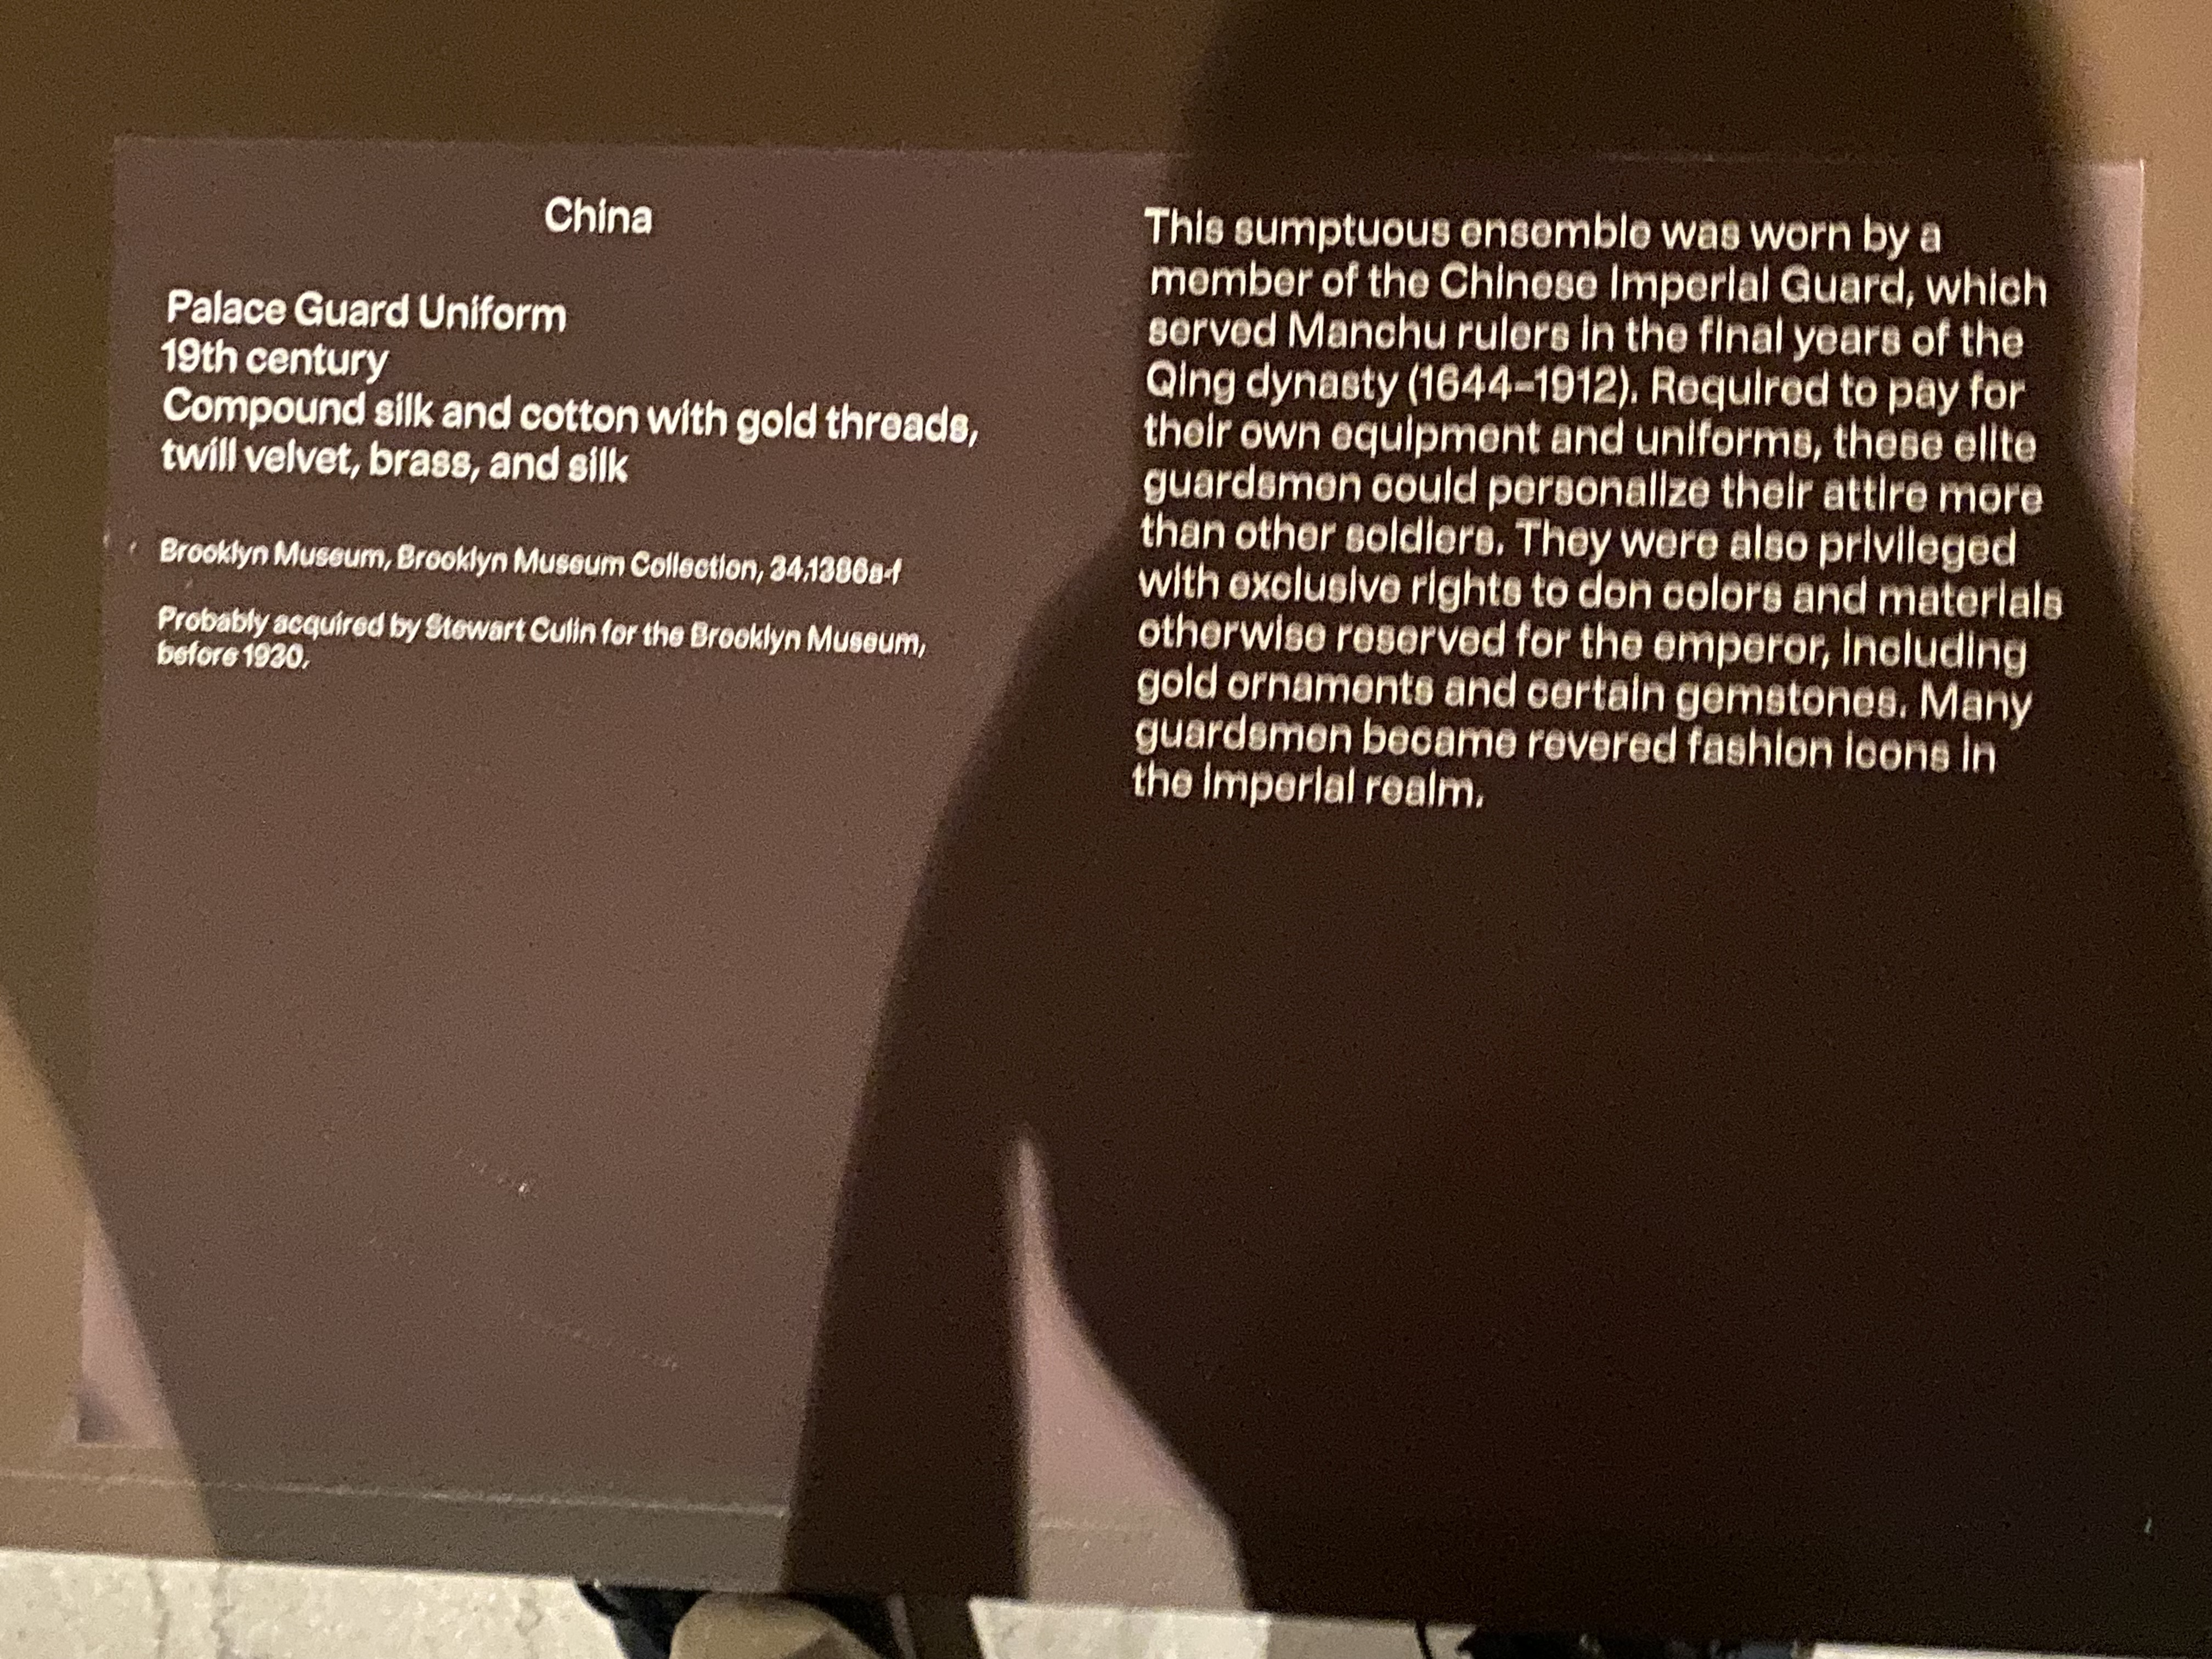 China
Palace Guard Uniform
19th century
Compound silk and cotton with gold threads,
twill velvet, brass, and silk
Brooklyn Museum, Brooklyn Museum Collection, 34.1386a-f
Probably acquired by Stewart Culin for the Brooklyn Museum,
before 1930.
This sumptuous ensemble was worn by a
member of the Chinese Imperial Guard, which
served Manchu rulers in the final years of the
Qing dynasty (1644–1912). Required to pay for
their own equipment and uniforms, these elite
guardsmen could personalize their attire more
than other soldiers. They were also privileged
with exclusive rights to don colors and materials
otherwise reserved for the emperor, including
gold ornaments and certain gemstones. Many
guardsmen became revered fashion icons in
the imperial realm.